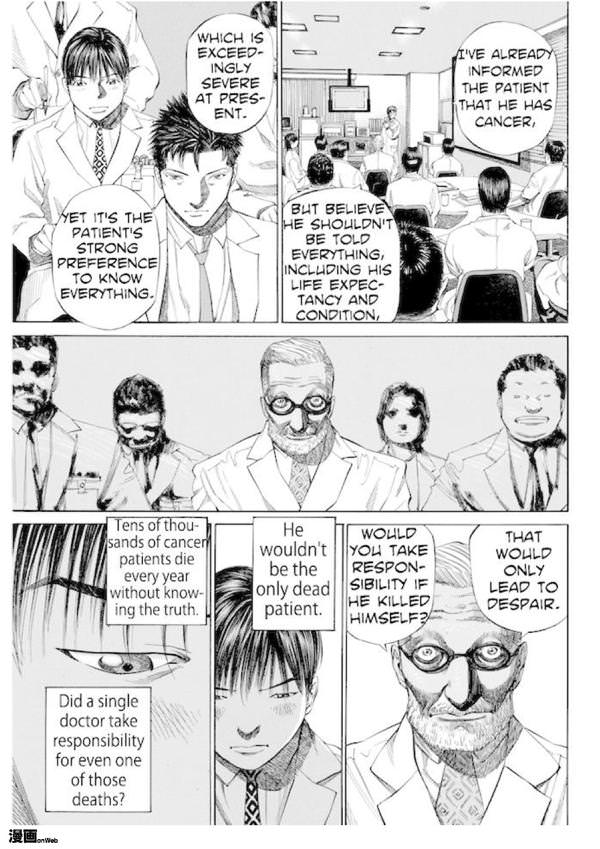 I'VE ALREADY
INFORMED
THE PATIENT
THAT HE HAS
CANCER,
BUT BELIEVE
HE SHOULDN'T
BE TOLD
EVERYTHING,
INCLUDING HIS
LIFE EXPEC-
TANCY AND
CONDITION,
WHICH IS
EXCEED-
INGLY
SEVERE
AT PRES-
ENT.
YET IT'S THE
PATIENT'S
STRONG
PREFERENCE
TO KNOW
EVERYTHING.
THAT
WOULD
ONLY
LEAD TO
DESPAIR.
WOULD
YOU TAKE
RESPON-
SIBILITY IF
HE KILLED
HIMSELF?
He
wouldn't
be the
only dead
patient.
Tens of thou-
sands of cancer
patients die
every year
without know-
ing the truth.
Did a single
doctor take
responsibility
for even one
of those
deaths?
漫画onWeb